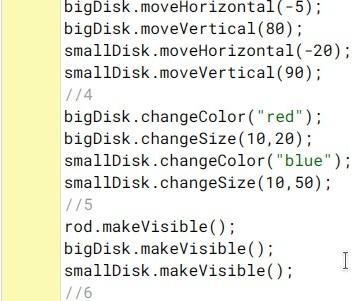 bigDisk.moveHorizontal(-5);
bigDisk.moveVertical(80);
smallDisk.moveHorizontal(-20);
smallDisk.moveVertical(90);
//4
bigDisk.changeColor("red");
bigDisk.changeSize(10,20);
smallDisk.changeColor("blue");
smallDisk.changeSize(10,50);
//5
rod.makeVisible();
bigDisk.makeVisible();
smallDisk.makeVisible();
//6